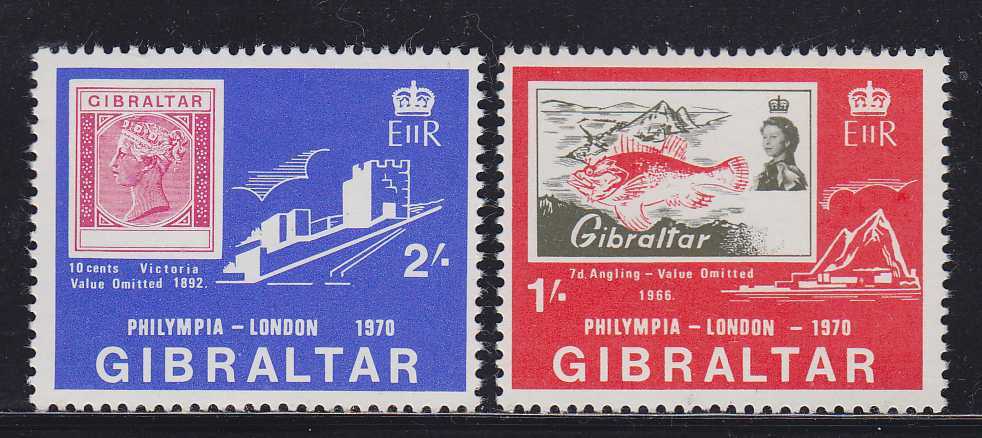 GIBRALTAR
EIIR
10 cents Victoria
Value Omitted 1892.
2/-
PHILYMPIA – LONDON 1970
GIBRALTAR
EIIR
Gibraltar
7d. Angling – Value Omitted
1966.
1/-
PHILYMPIA – LONDON – 1970
GIBRALTAR